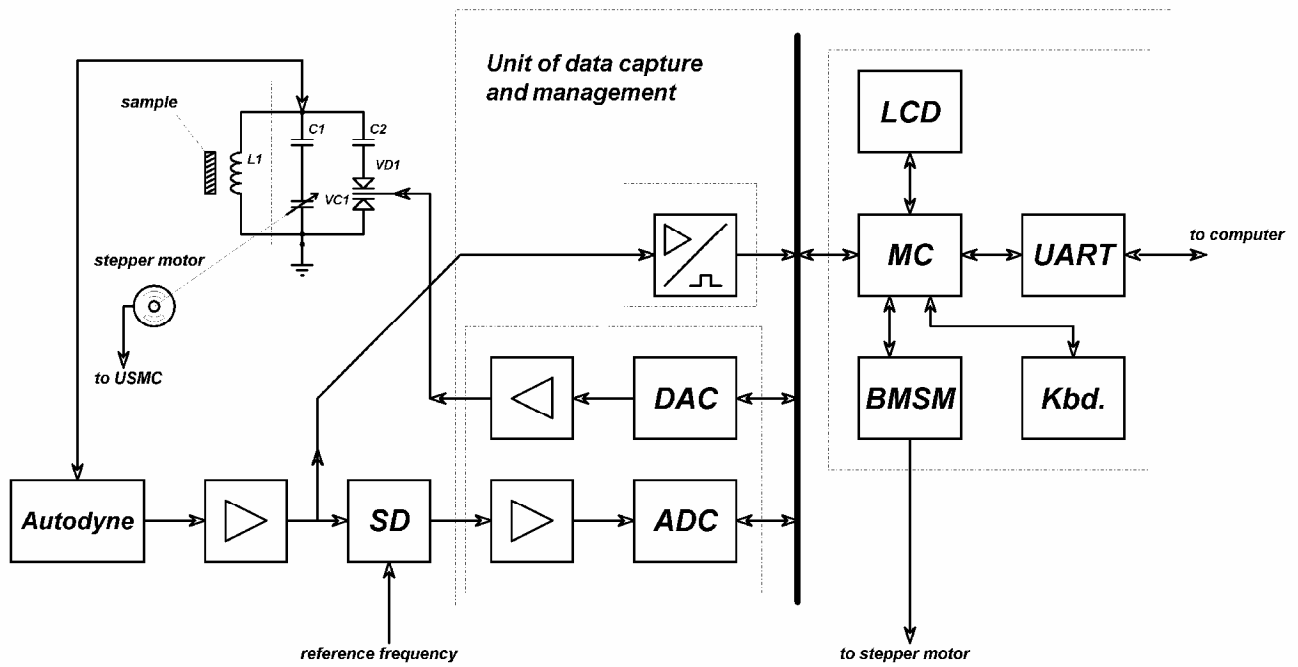 Unit of data capture
and management
sample
C1
C2
L1
VD1
VC1
LCD
stepper motor
MC
UART
to computer
to USMC
DAC
BMSM
Kbd.
Autodyne
SD
ADC
reference frequency
to stepper motor